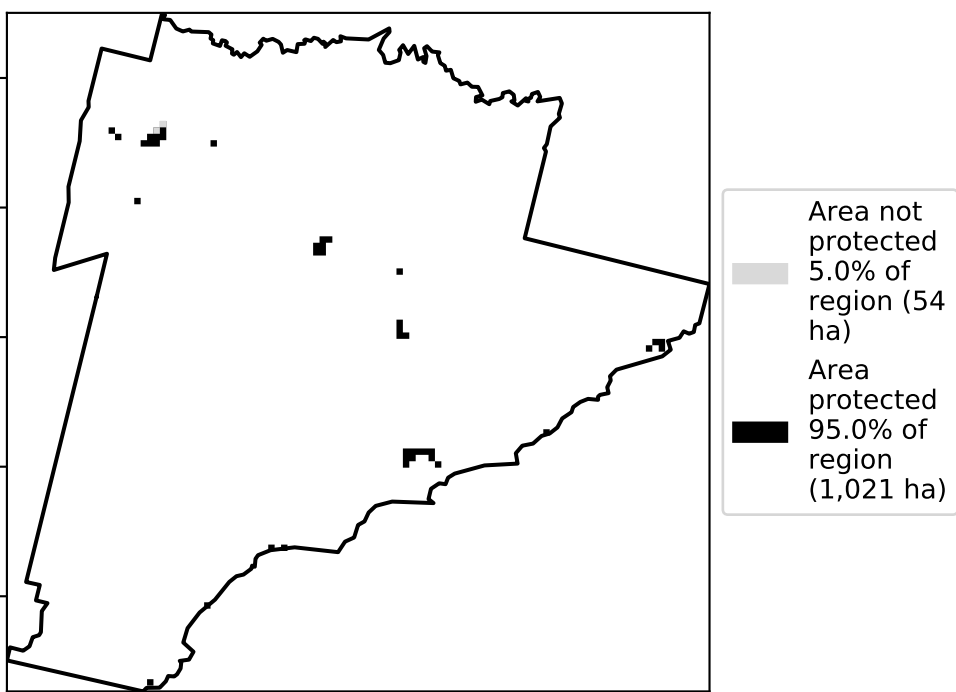 Area not
protected
5.0% of
region (54
ha)
Area
protected
95.0% of
region
(1,021 ha)